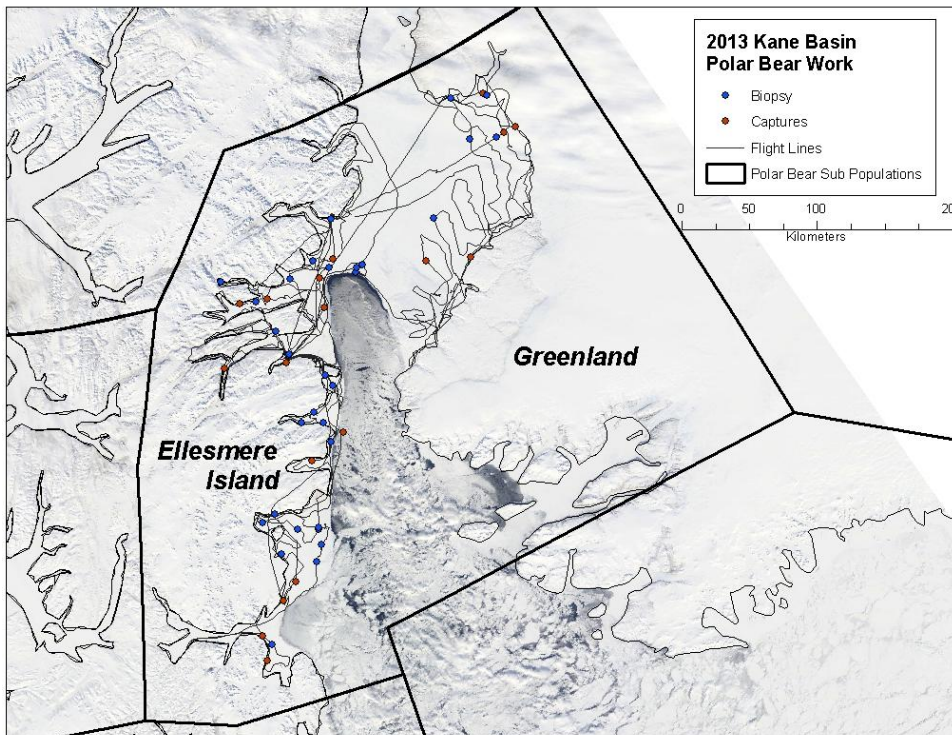 2013 Kane Basin
Polar Bear Work
Biopsy
Captures
Flight Lines
Polar Bear Sub Populations
0 50 100
Kilometers
Greenland
Ellesmere
Island